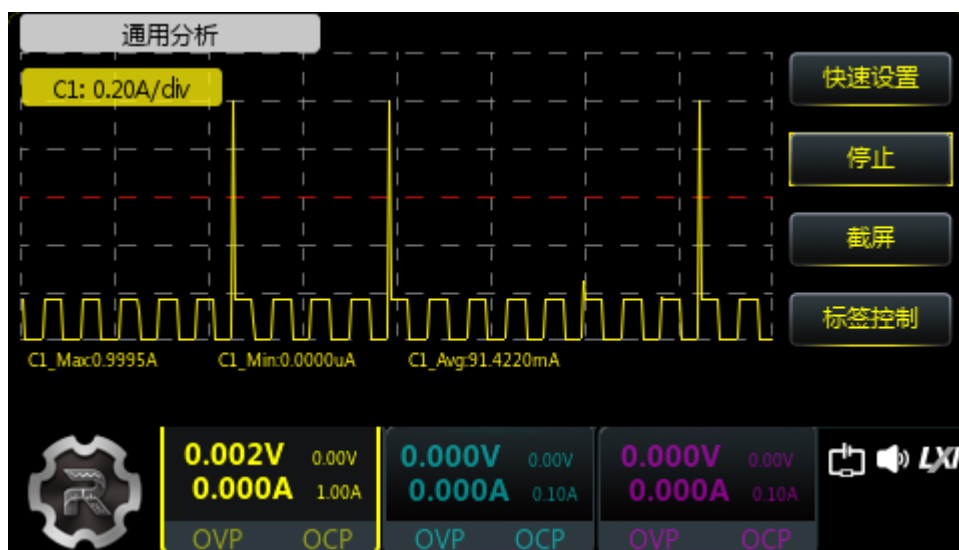 通用分析
C1: 0.20A/div
快速设置
停止
截屏
标签控制
C1_Max:0.9995A C1_Min:0.0000uA C1_Avg:91.4220mA
0.002V 0.00V
0.000A 1.00A
OVP OCP
0.000V 0.00V
0.000A 0.10A
OVP OCP
0.000V 0.00V
0.000A 0.10A
OVP OCP
LXI
R